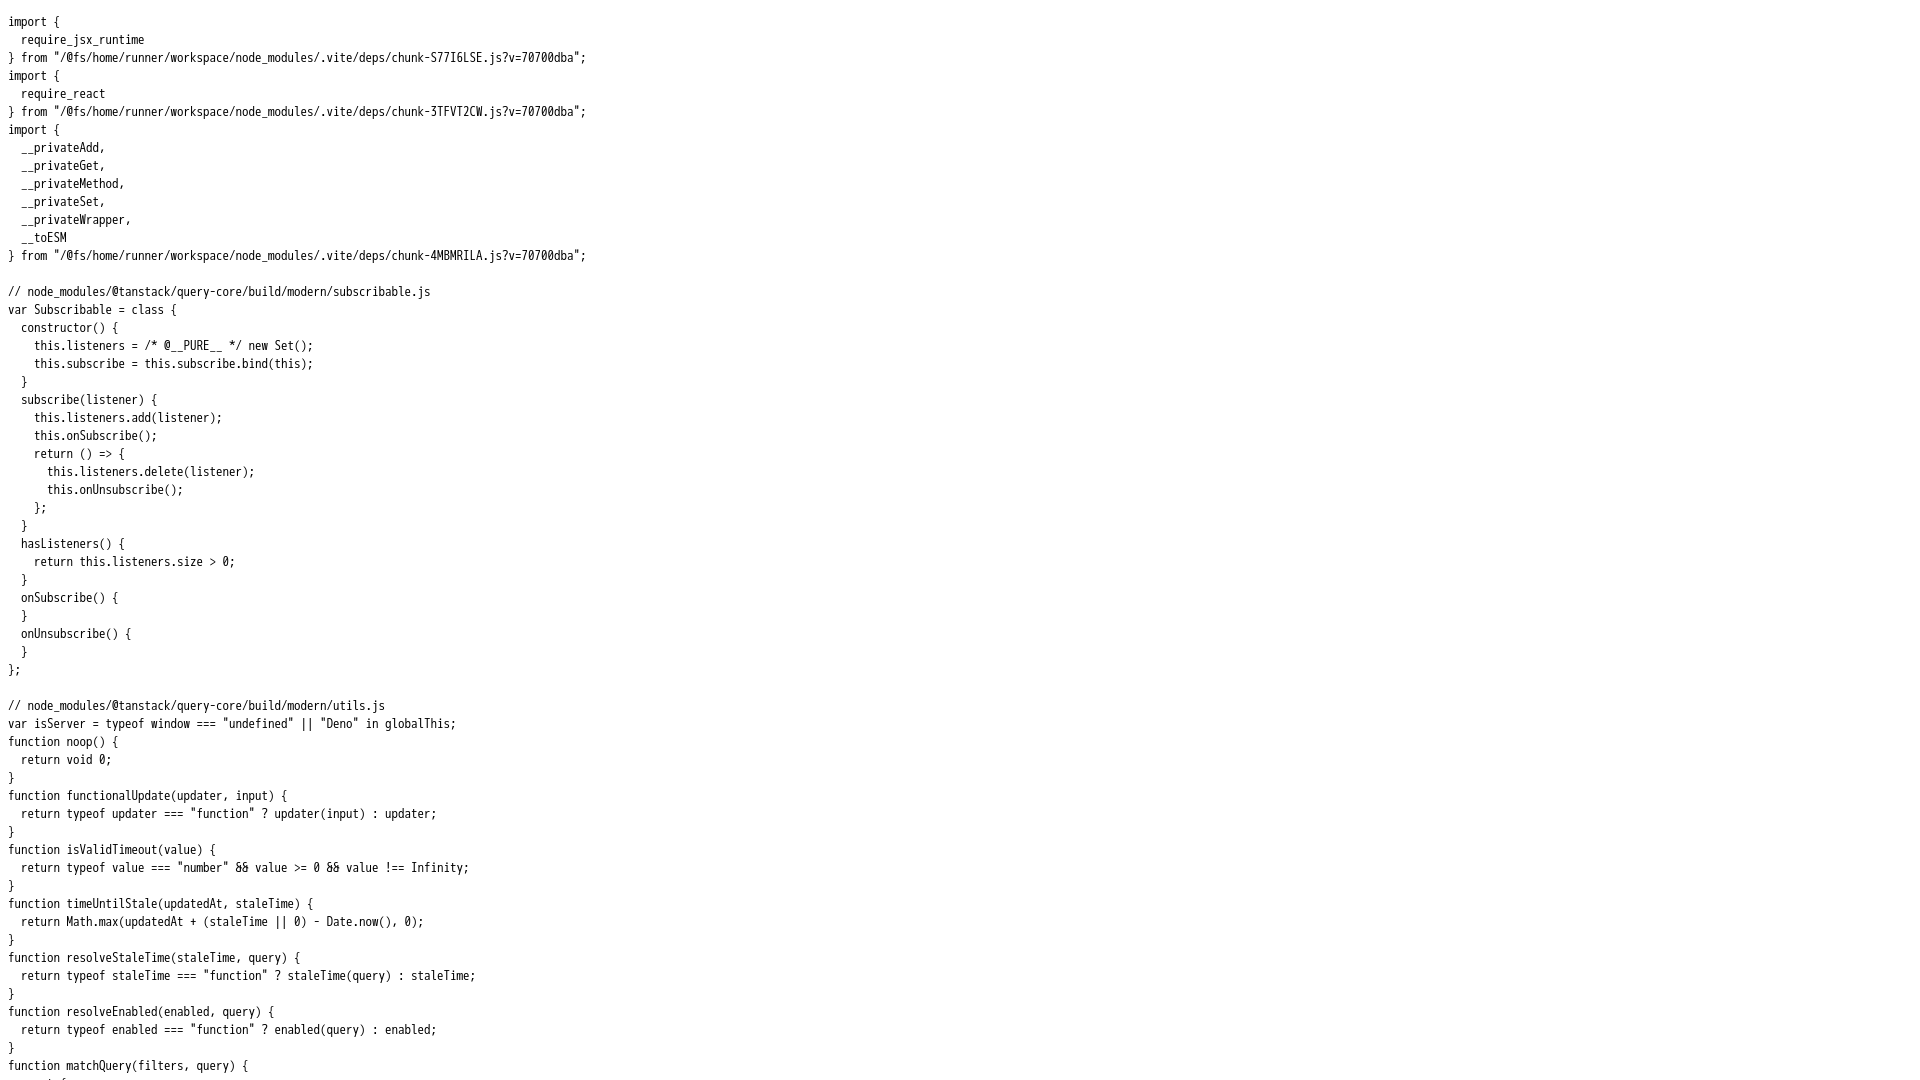 import {
  require_jsx_runtime
} from "/@fs/home/runner/workspace/node_modules/.vite/deps/chunk-S77I6LSE.js?v=70700dba";
import {
  require_react
} from "/@fs/home/runner/workspace/node_modules/.vite/deps/chunk-3TFVT2CW.js?v=70700dba";
import {
  __privateAdd,
  __privateGet,
  __privateMethod,
  __privateSet,
  __privateWrapper,
  __toESM
} from "/@fs/home/runner/workspace/node_modules/.vite/deps/chunk-4MBMRILA.js?v=70700dba";

// node_modules/@tanstack/query-core/build/modern/subscribable.js
var Subscribable = class {
  constructor() {
    this.listeners = /* @__PURE__ */ new Set();
    this.subscribe = this.subscribe.bind(this);
  }
  subscribe(listener) {
    this.listeners.add(listener);
    this.onSubscribe();
    return () => {
      this.listeners.delete(listener);
      this.onUnsubscribe();
    };
  }
  hasListeners() {
    return this.listeners.size > 0;
  }
  onSubscribe() {
  }
  onUnsubscribe() {
  }
};

// node_modules/@tanstack/query-core/build/modern/utils.js
var isServer = typeof window === "undefined" || "Deno" in globalThis;
function noop() {
  return void 0;
}
function functionalUpdate(updater, input) {
  return typeof updater === "function" ? updater(input) : updater;
}
function isValidTimeout(value) {
  return typeof value === "number" && value >= 0 && value !== Infinity;
}
function timeUntilStale(updatedAt, staleTime) {
  return Math.max(updatedAt + (staleTime || 0) - Date.now(), 0);
}
function resolveStaleTime(staleTime, query) {
  return typeof staleTime === "function" ? staleTime(query) : staleTime;
}
function resolveEnabled(enabled, query) {
  return typeof enabled === "function" ? enabled(query) : enabled;
}
function matchQuery(filters, query) {